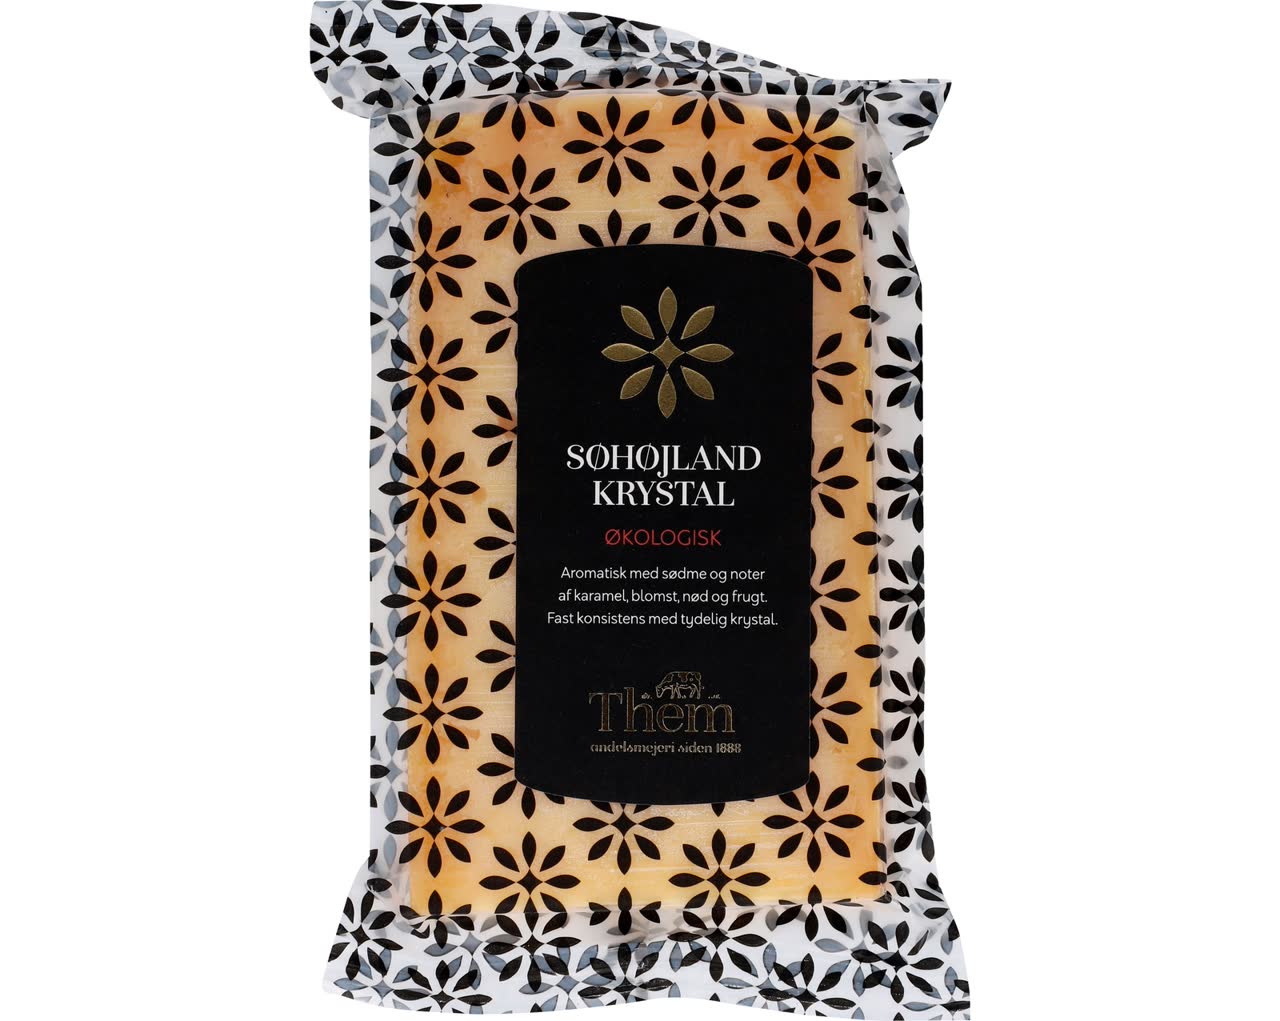 SØHØJLAND
KRYSTAL
ØKOLOGISK
Aromatisk med sødme og noter
af karamel, blomst, nød og frugt.
Fast konsistens med tydelig krystal.
Them
andelsmejeri siden 1888